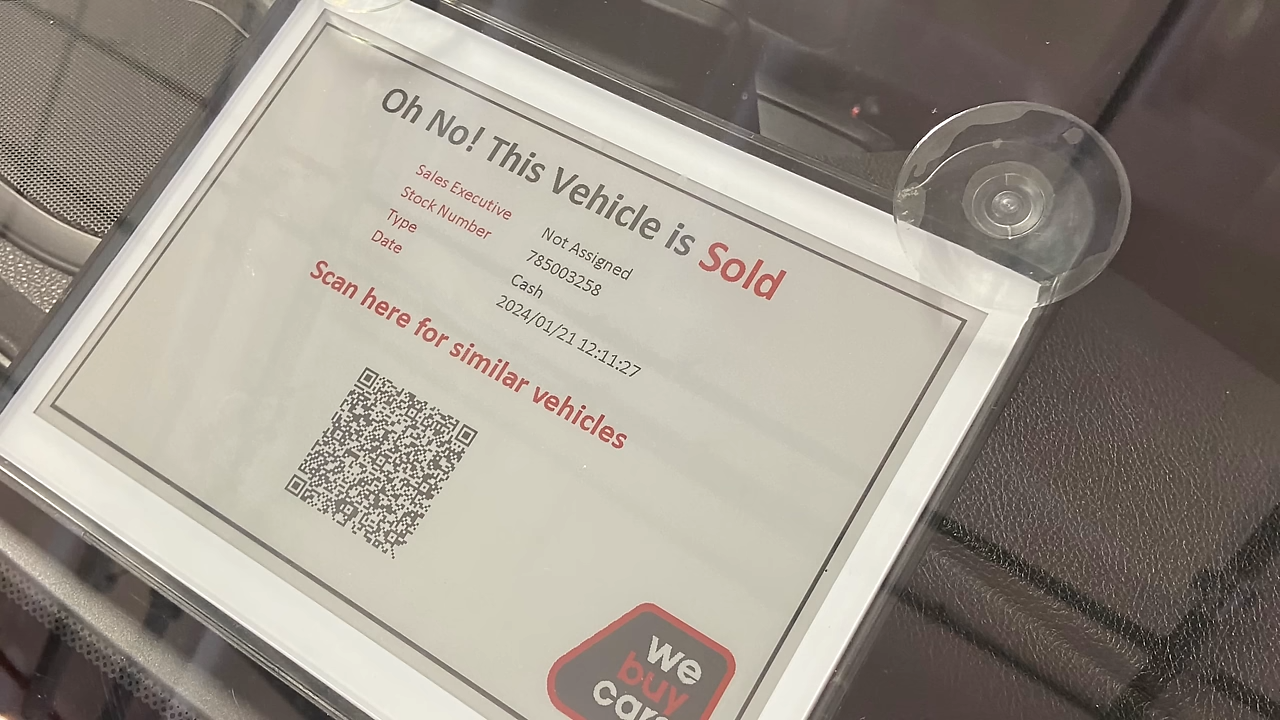 Oh No! This Vehicle is Sold
Sales Executive Not Assigned
Stock Number 785003258
Type Cash
Date 2024/01/21 12:11:27
Scan here for similar vehicles
we
buy
cars